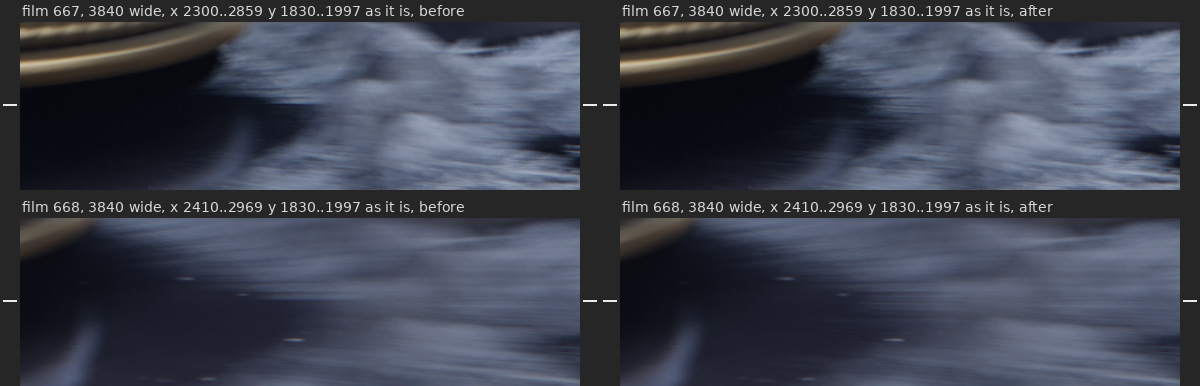 film 667, 3840 wide, x 2300..2859 y 1830..1997 as it is, before
film 667, 3840 wide, x 2300..2859 y 1830..1997 as it is, after
film 668, 3840 wide, x 2410..2969 y 1830..1997 as it is, before
film 668, 3840 wide, x 2410..2969 y 1830..1997 as it is, after